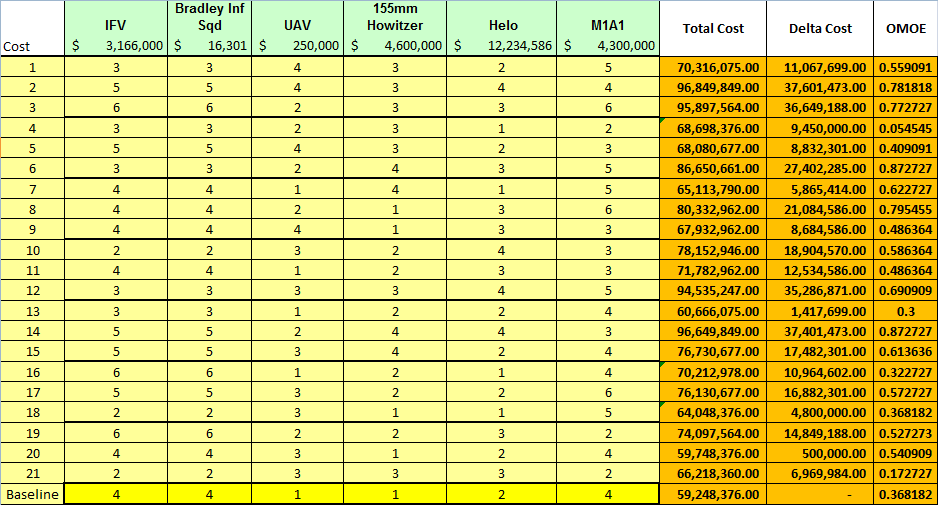 Cost IFV Bradley Inf Sqd UAV 155mm Howitzer Helo M1A1 Total Cost Delta Cost OMOE
$ 3,166,000 $ 16,301 $ 250,000 $ 4,600,000 $ 12,234,586 $ 4,300,000
1 3 3 4 3 2 5 70,316,075.00 11,067,699.00 0.559091
2 5 5 4 3 4 4 96,849,849.00 37,601,473.00 0.781818
3 6 6 2 3 3 6 95,897,564.00 36,649,188.00 0.772727
4 3 3 2 3 1 2 68,698,376.00 9,450,000.00 0.054545
5 5 5 4 3 2 3 68,080,677.00 8,832,301.00 0.409091
6 3 3 2 4 3 5 86,650,661.00 27,402,285.00 0.872727
7 4 4 1 4 1 5 65,113,790.00 5,865,414.00 0.622727
8 4 4 2 1 3 6 80,332,962.00 21,084,586.00 0.795455
9 4 4 4 1 3 3 67,932,962.00 8,684,586.00 0.486364
10 2 2 3 2 4 3 78,152,946.00 18,904,570.00 0.586364
11 4 4 1 2 3 3 71,782,962.00 12,534,586.00 0.486364
12 3 3 3 3 4 5 94,535,247.00 35,286,871.00 0.690909
13 3 3 1 2 2 4 60,666,075.00 1,417,699.00 0.3
14 5 5 2 4 4 3 96,649,849.00 37,401,473.00 0.872727
15 5 5 3 4 2 4 76,730,677.00 17,482,301.00 0.613636
16 6 6 1 2 1 4 70,212,978.00 10,964,602.00 0.322727
17 5 5 3 2 2 6 76,130,677.00 16,882,301.00 0.572727
18 2 2 3 1 1 5 64,048,376.00 4,800,000.00 0.368182
19 6 6 2 2 3 2 74,097,564.00 14,849,188.00 0.527273
20 4 4 3 1 2 4 59,748,376.00 500,000.00 0.540909
21 2 2 3 3 3 2 66,218,360.00 6,969,984.00 0.172727
Baseline 4 4 1 1 2 4 59,248,376.00 - 0.368182